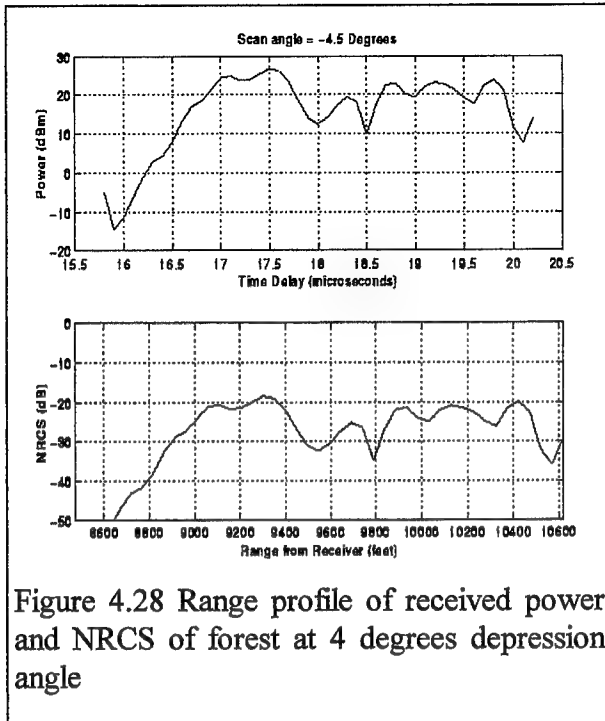 Scan angle = -4.5 Degrees
30
20
10
0
-10
-20
Power (dBm)
15.5 16 16.5 17 17.5 18 18.5 19 19.5 20 20.5
Time Delay (microseconds)
0
-10
-20
-30
-40
-50
NRCS (dB)
8600 8800 9000 9200 9400 9600 9800 10000 10200 10400 10600
Range from Receiver (feet)
Figure 4.28 Range profile of received power
and NRCS of forest at 4 degrees depression
angle